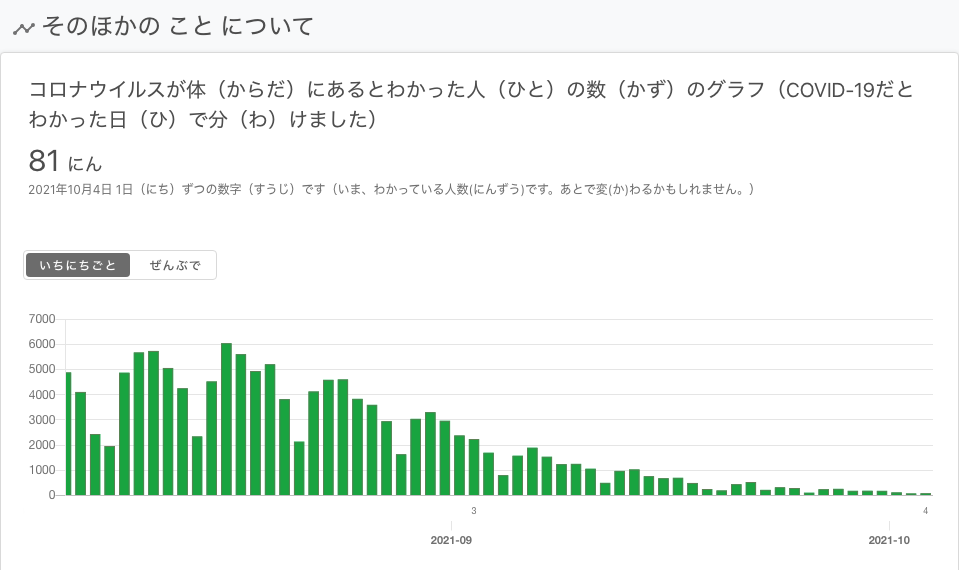 そのほかの こと について
コロナウイルスが体（からだ）にあるとわかった人（ひと）の数（かず）のグラフ（COVID-19だと
わかった日（ひ）で分（わ）けました）
81 にん
2021年10月4日 1日（にち）ずつの数字（すうじ）です（いま、わかっている人数(にんずう)です。あとで変(か)わるかもしれません。）
いちにちごと ぜんぶで
7000
6000
5000
4000
3000
2000
1000
0
3 4
2021-09 2021-10